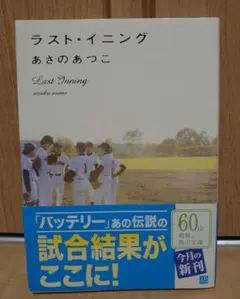 ラスト・イニング
あさのあつこ
Last Inning
atsuko asano
「バッテリー」あの伝説の
試合結果が
ここに!
60th
角川文庫
今月の
新刊